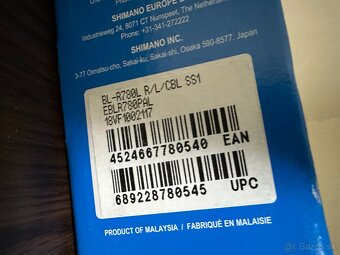 SHIMANO EUROPE
Industrieweg 24, 8071 CT Nunspeet, The Netherlands
Phone: +31-341-272222
SHIMANO INC.
3-77 Oimatsu-cho, Sakai-ku, Sakai-shi, Osaka 590-8577,
Japan
BL-R780L R/L/CBL SS1
EBLR780PAL
18VF1002117
4524667780540 EAN
689228780545 UPC
PRODUCT OF MALAYSIA / FABRIQUÉ EN MALAISIE